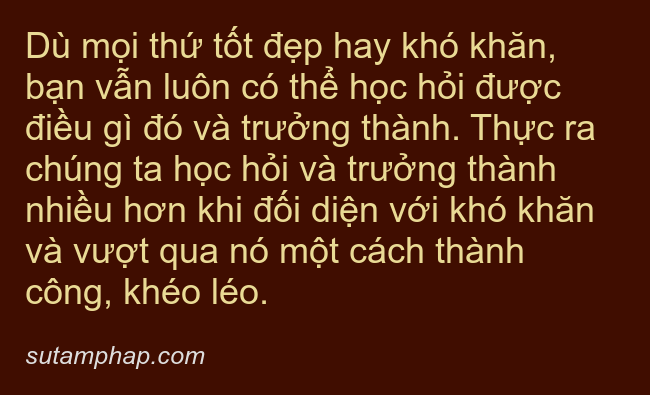 Dù mọi thứ tốt đẹp hay khó khăn,
bạn vẫn luôn có thể học hỏi được
điều gì đó và trưởng thành. Thực ra
chúng ta học hỏi và trưởng thành
nhiều hơn khi đối diện với khó khăn
và vượt qua nó một cách thành
công, khéo léo.
sutamphap.com